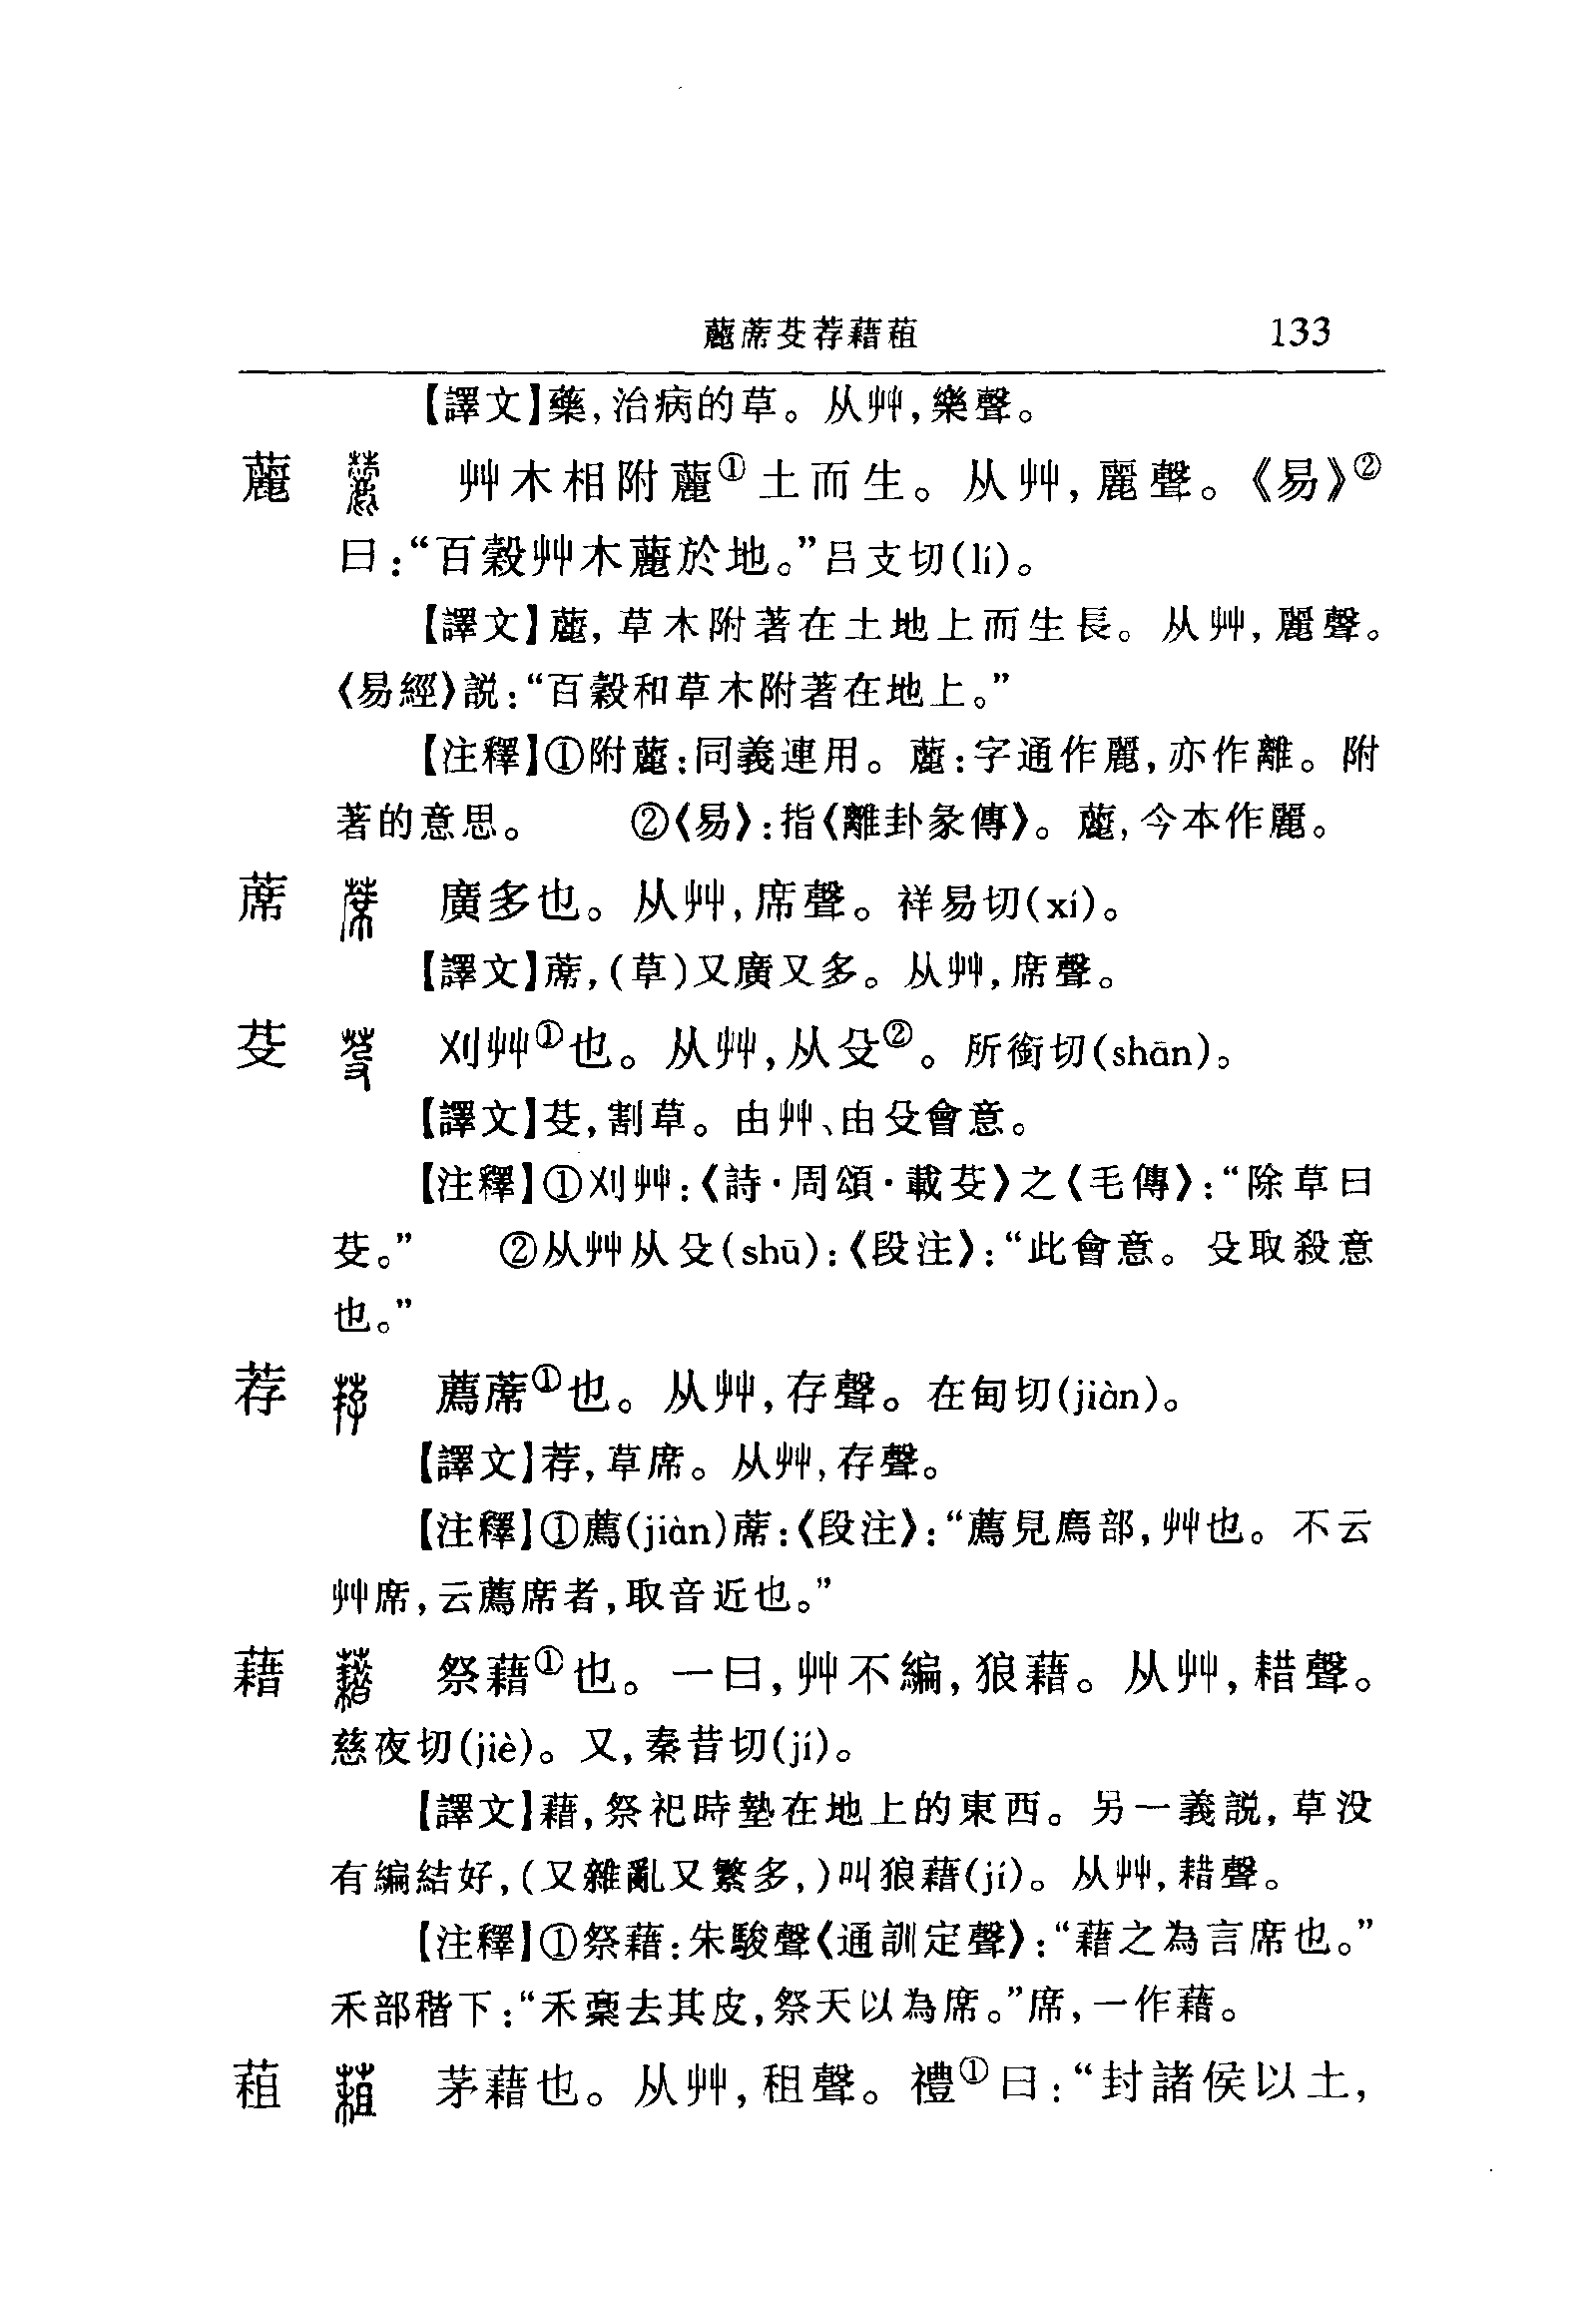 蘪蓆芟荐藉蒩 133
【譯文】藥,治病的草。从艸,樂聲。
䕻 艸木相附䕻①土而生。从艸,麗聲。《易》②
曰:“百穀艸木䕻於地。”吕支切(lí)。
【譯文】䕻,草木附著在土地上而生長。从艸,麗聲。
《易經》説:“百穀和草木附著在地上。”
【注釋】①附䕻:同義連用。䕻:字通作麗,亦作離。附
著的意思。 ②《易》:指《離卦彖傳》。䕻,今本作麗。
蓆 廣多也。从艸,席聲。祥易切(xí)。
【譯文】蓆,(草)又廣又多。从艸,席聲。
芟 刈艸①也。从艸,从殳②。所銜切(shān)。
【譯文】芟,割草。由艸、由殳會意。
【注釋】①刈艸:《詩·周頌·載芟》之《毛傳》:“除草曰
芟。” ②从艸从殳(shū):《段注》:“此會意。殳取殺意
也。”
荐 薦蓆①也。从艸,存聲。在甸切(jiàn)。
【譯文】荐,草席。从艸,存聲。
【注釋】①薦(jiàn)蓆:《段注》:“薦見廌部,艸也。不云
艸席,云薦席者,取音近也。”
藉 祭藉①也。一曰,艸不編,狼藉。从艸,耤聲。
慈夜切(jiè)。又,秦昔切(jí)。
【譯文】藉,祭祀時墊在地上的東西。另一義説,草没
有編結好,(又雜亂又繁多,)叫狼藉(jí)。从艸,耤聲。
【注釋】①祭藉:朱駿聲《通訓定聲》:“藉之為言席也。”
禾部稭下:“禾稾去其皮,祭天以為席。”席,一作藉。
蒩 茅藉也。从艸,租聲。禮①曰:“封諸侯以土,